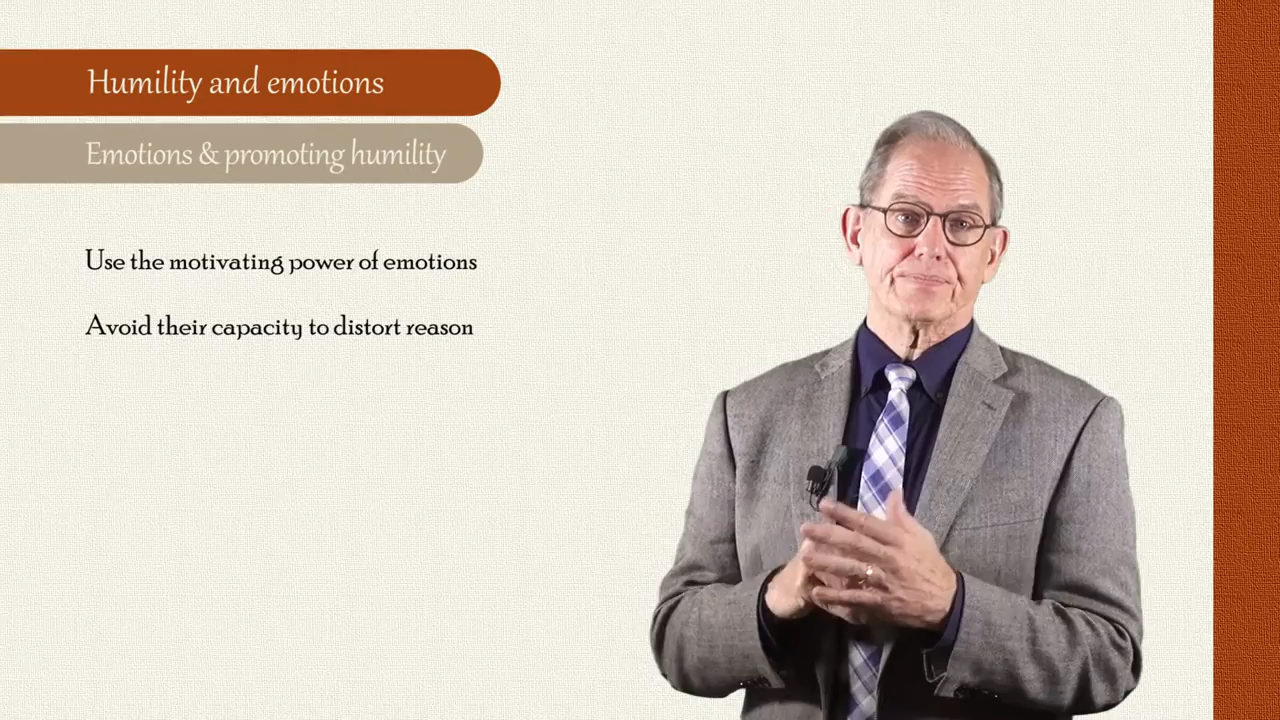 Humility and emotions
Emotions & promoting humility
Use the motivating power of emotions
Avoid their capacity to distort reason